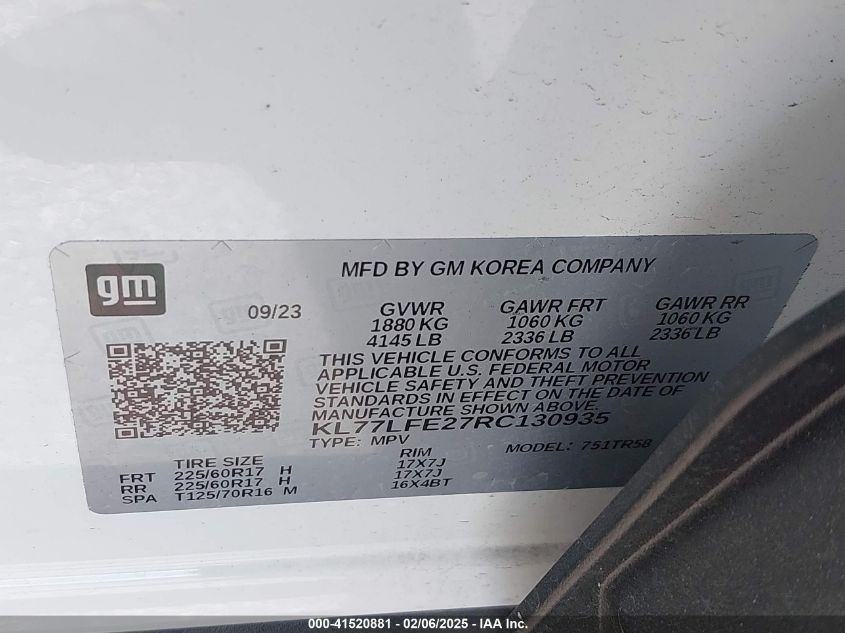 gm
MFD BY GM KOREA COMPANY
09/23
GVWR GAWR FRT GAWR RR
1880 KG 1060 KG 1060 KG
4145 LB 2336 LB 2336 LB
THIS VEHICLE CONFORMS TO ALL
APPLICABLE U.S. FEDERAL MOTOR
VEHICLE SAFETY AND THEFT PREVENTION
STANDARDS IN EFFECT ON THE DATE OF
MANUFACTURE SHOWN ABOVE.
KL77LFE27RC130935
TYPE: MPV MODEL: 751TR58
TIRE SIZE RIM
FRT 225/60R17 H 17X7J
RR 225/60R17 H 17X7J
SPA T125/70R16 M 16X4BT
000-41520881 - 02/06/2025 - IAA Inc.